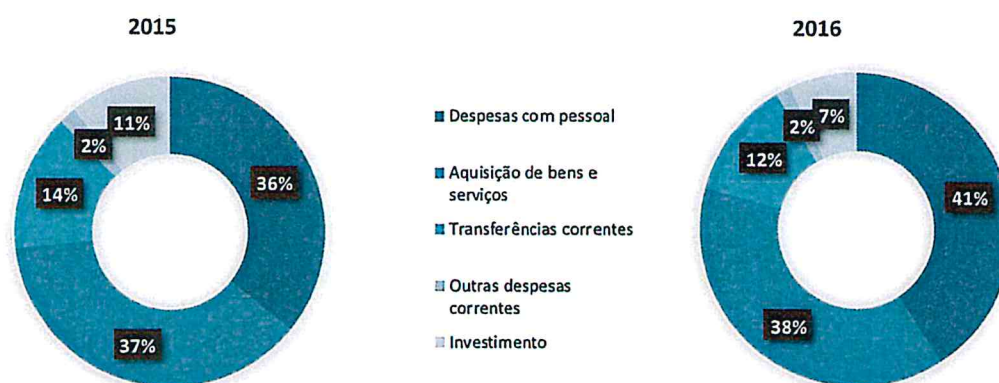 2015
2016
11%
2%
14%
36%
37%
Despesas com pessoal
Aquisição de bens e
serviços
Transferências correntes
Outras despesas
correntes
Investimento
7%
2%
12%
41%
38%